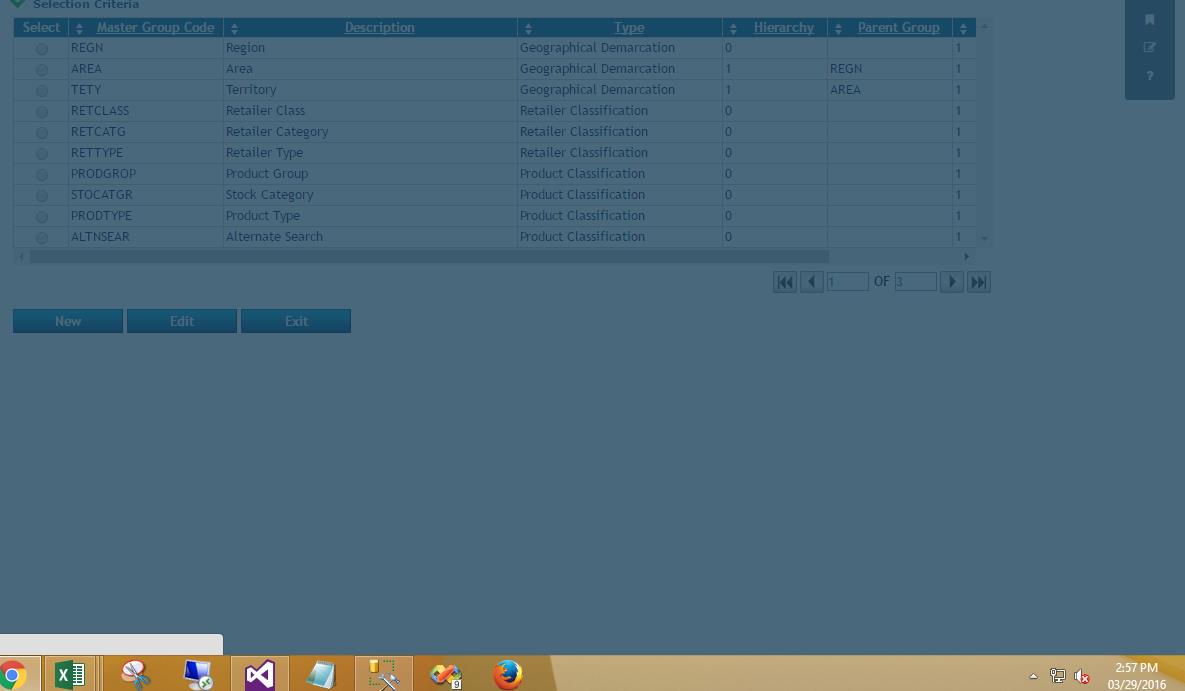 Selection Criteria
Select Master Group Code Description Type Hierarchy Parent Group
REGN Region Geographical Demarcation 0 1
AREA Area Geographical Demarcation 1 REGN 1
TETY Territory Geographical Demarcation 1 AREA 1
RETCLASS Retailer Class Retailer Classification 0 1
RETCATG Retailer Category Retailer Classification 0 1
RETTYPE Retailer Type Retailer Classification 0 1
PRODGROP Product Group Product Classification 0 1
STOCATGR Stock Category Product Classification 0 1
PRODTYPE Product Type Product Classification 0 1
ALTNSEAR Alternate Search Product Classification 0 1
1 OF 3
New Edit Exit
?
X
9
2:57 PM
03/29/2016